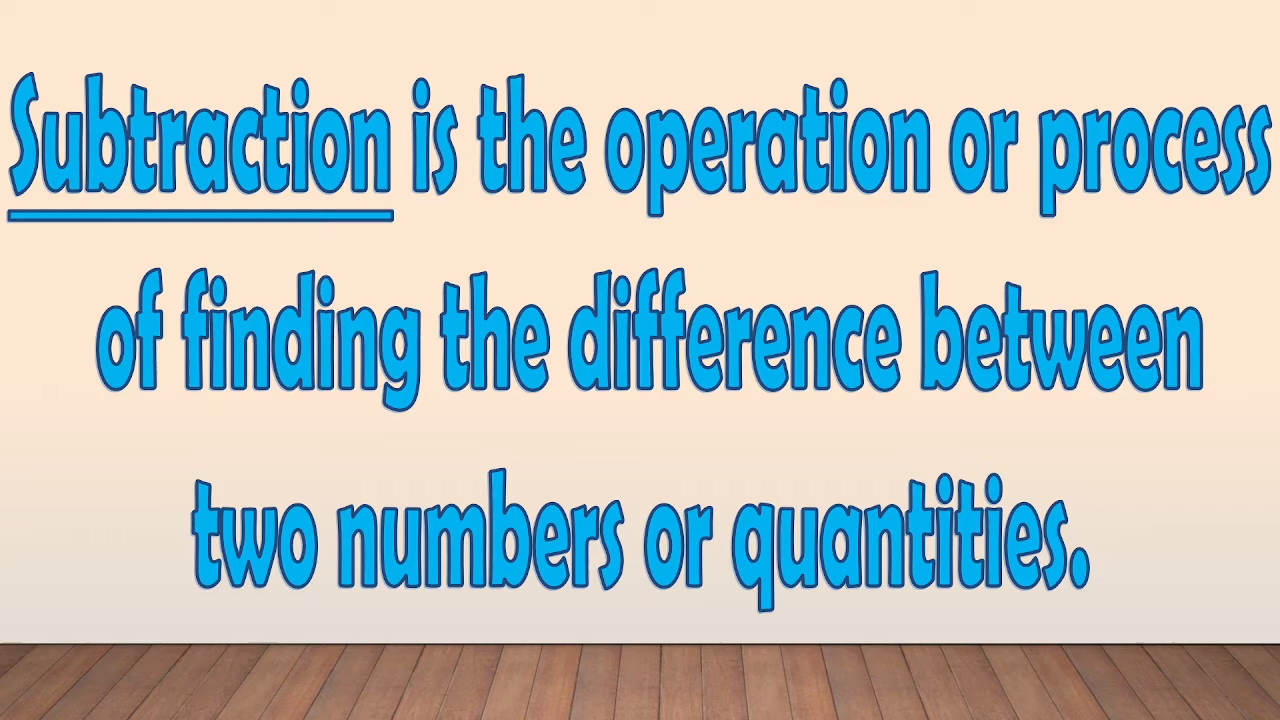 Subtraction is the operation or process
of finding the difference between
two numbers or quantities.